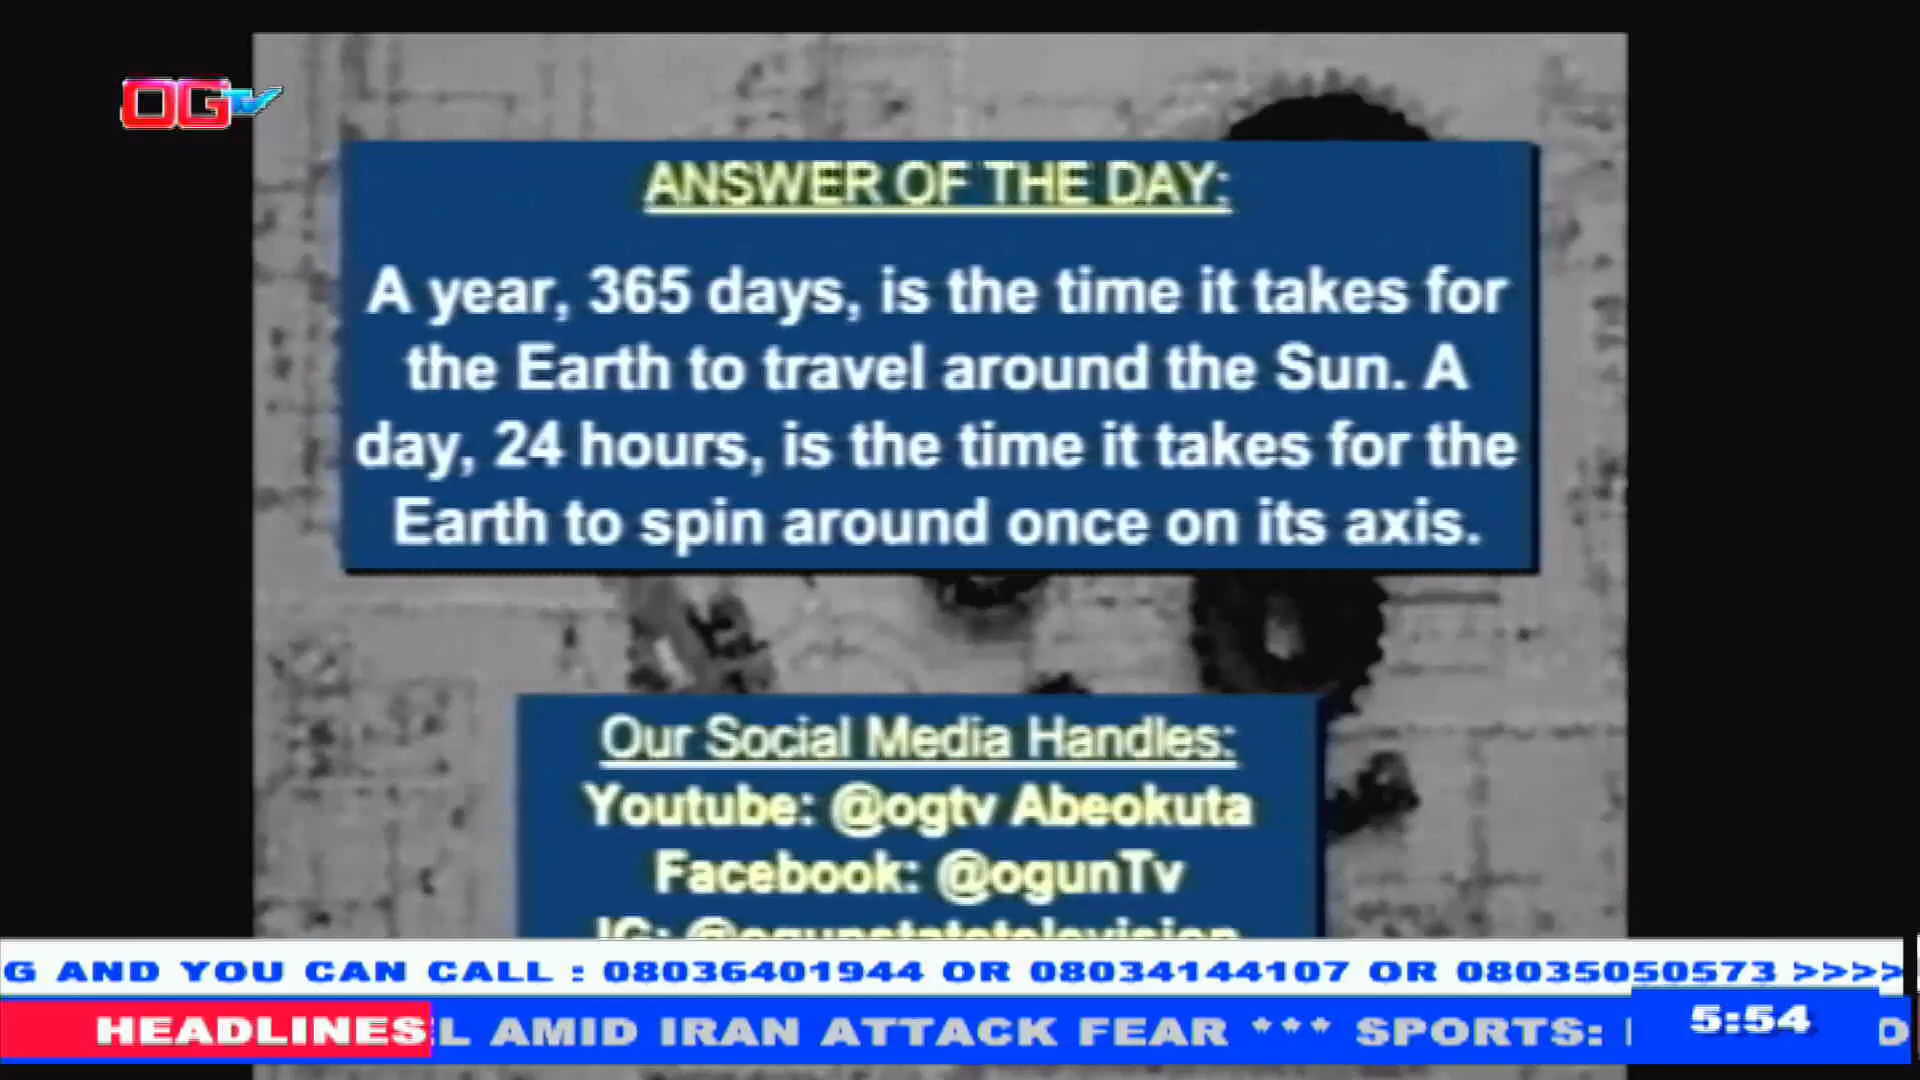 OGTV
ANSWER OF THE DAY:
A year, 365 days, is the time it takes for
the Earth to travel around the Sun. A
day, 24 hours, is the time it takes for the
Earth to spin around once on its axis.
Our Social Media Handles:
Youtube: @ogtv Abeokuta
Facebook: @ogunTv
IG: @ogunstatetelevision
G AND YOU CAN CALL : 08036401944 OR 08034144107 OR 08035050573 >>>>
HEADLINES
L AMID IRAN ATTACK FEAR *** SPORTS:
5:54